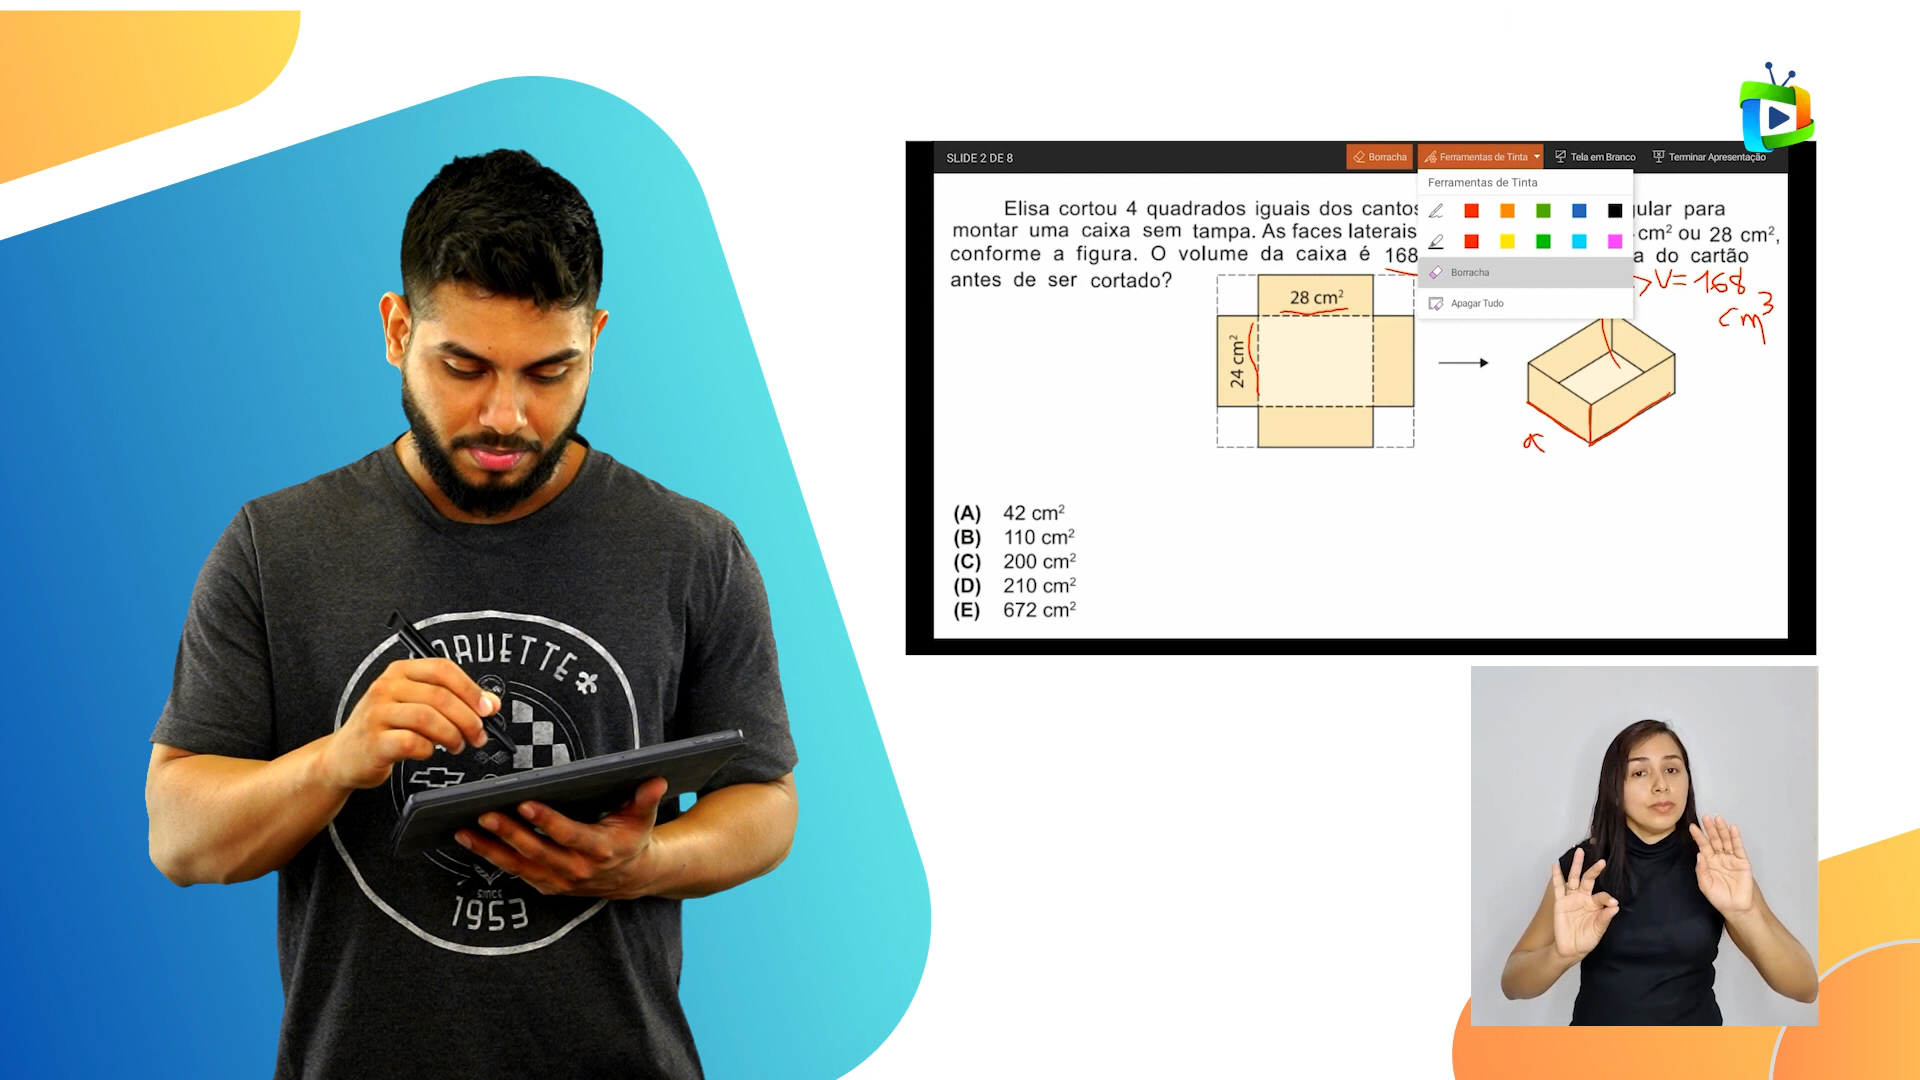 SLIDE 2 DE 8
Borracha
Ferramentas de Tinta
Tela em Branco
Terminar Apresentação
Ferramentas de Tinta
Borracha
Apagar Tudo
Elisa cortou 4 quadrados iguais dos cantos gular para
montar uma caixa sem tampa. As faces laterais cm² ou 28 cm²,
conforme a figura. O volume da caixa é 168 a do cartão
antes de ser cortado?
V=168
cm³
28 cm²
24 cm²
(A) 42 cm²
(B) 110 cm²
(C) 200 cm²
(D) 210 cm²
(E) 672 cm²
SINCE
1953